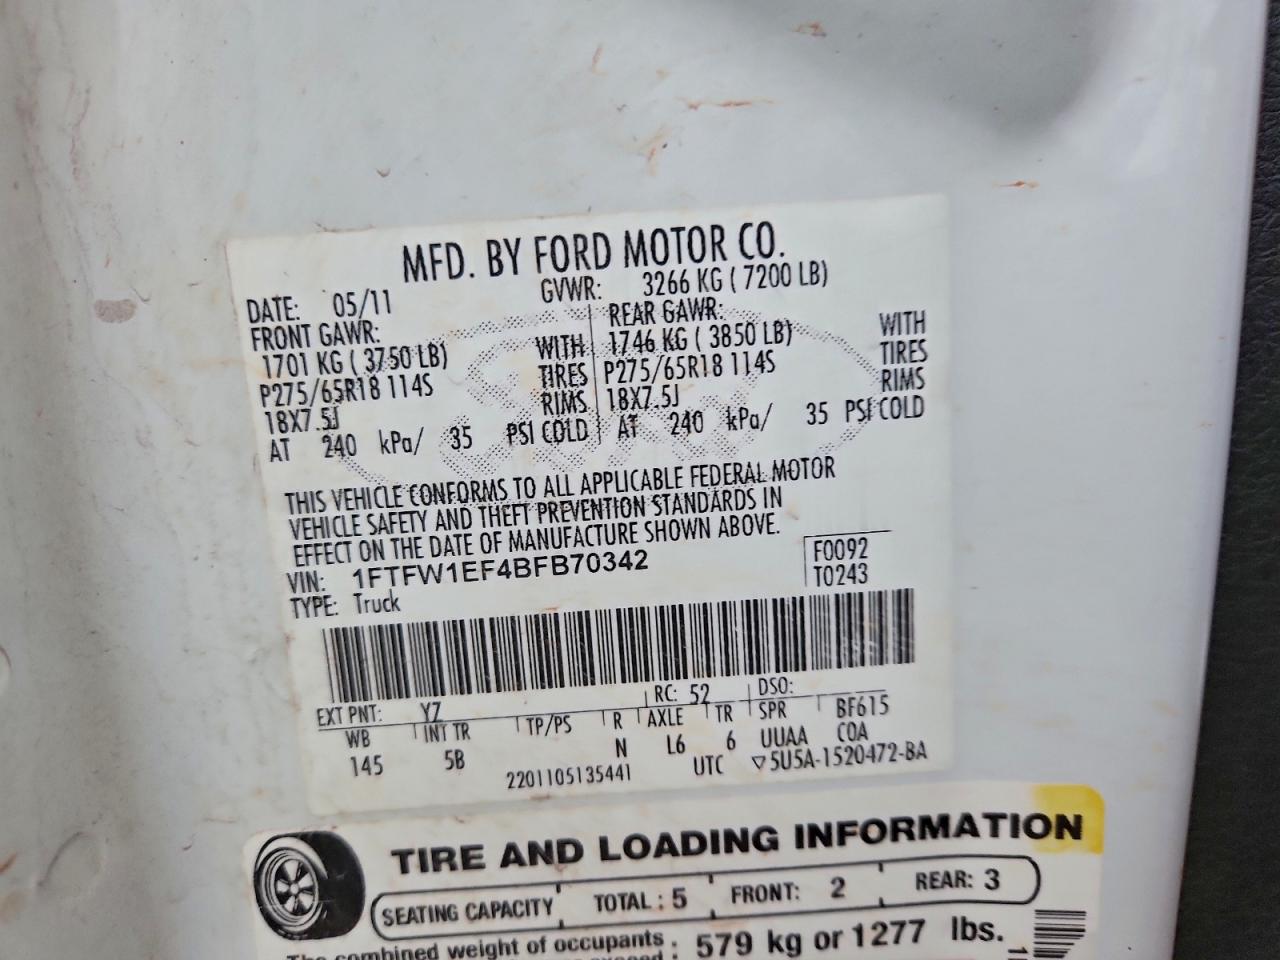 MFD. BY FORD MOTOR CO.
DATE: 05/11 GVWR: 3266 KG ( 7200 LB)
FRONT GAWR: REAR GAWR:
1701 KG ( 3750 LB) WITH 1746 KG ( 3850 LB) WITH
P275/65R18 114S TIRES P275/65R18 114S TIRES
18X7.5J RIMS 18X7.5J RIMS
AT 240 kPa/ 35 PSI COLD AT 240 kPa/ 35 PSI COLD
THIS VEHICLE CONFORMS TO ALL APPLICABLE FEDERAL MOTOR
VEHICLE SAFETY AND THEFT PREVENTION STANDARDS IN
EFFECT ON THE DATE OF MANUFACTURE SHOWN ABOVE.
VIN: 1FTFW1EF4BFB70342 F0092
TYPE: Truck T0243
EXT PNT: YZ RC: 52 DSO:
WB INT TR TP/PS R AXLE TR SPR BF615
145 5B N L6 6 UUAA COA
2201105135441 UTC ▽5U5A-1520472-BA
TIRE AND LOADING INFORMATION
SEATING CAPACITY TOTAL : 5 FRONT: 2 REAR: 3
The combined weight of occupants : 579 kg or 1277 lbs.